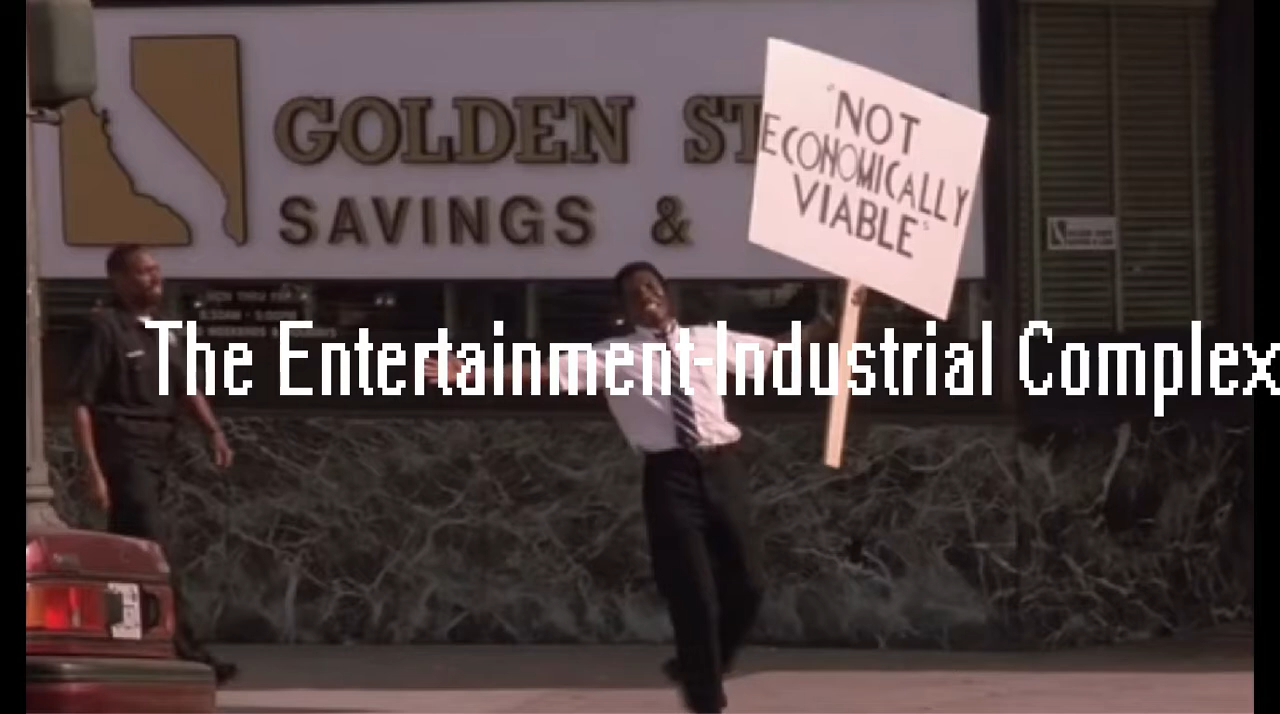 GOLDEN ST
SAVINGS &
"NOT
ECONOMICALLY
VIABLE"
The Entertainment-Industrial Complex